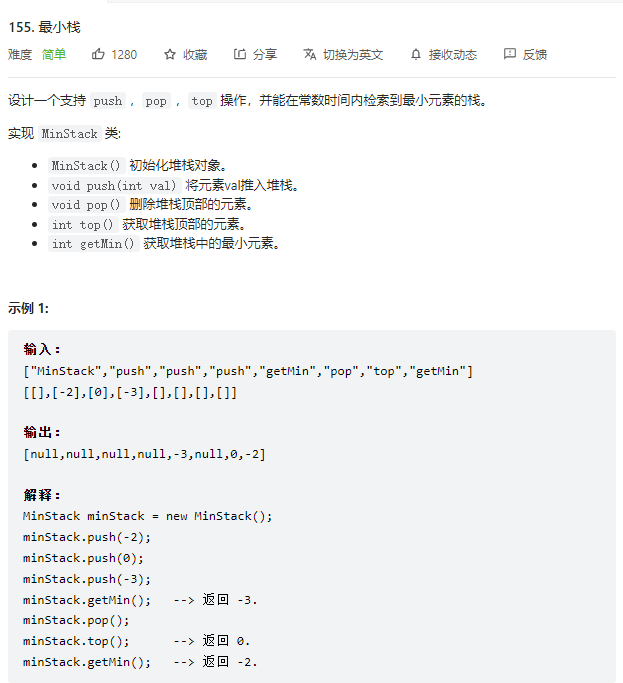 155. 最小栈
难度 简单 1280 收藏 分享 切换为英文 接收动态 反馈
设计一个支持 push ，pop ，top 操作，并能在常数时间内检索到最小元素的栈。
实现 MinStack 类:
MinStack() 初始化堆栈对象。
void push(int val) 将元素val推入堆栈。
void pop() 删除堆栈顶部的元素。
int top() 获取堆栈顶部的元素。
int getMin() 获取堆栈中的最小元素。
示例 1:
输入：
["MinStack","push","push","push","getMin","pop","top","getMin"]
[[],[-2],[0],[-3],[],[],[],[]]
输出：
[null,null,null,null,-3,null,0,-2]
解释：
MinStack minStack = new MinStack();
minStack.push(-2);
minStack.push(0);
minStack.push(-3);
minStack.getMin();   --> 返回 -3.
minStack.pop();
minStack.top();      --> 返回 0.
minStack.getMin();   --> 返回 -2.